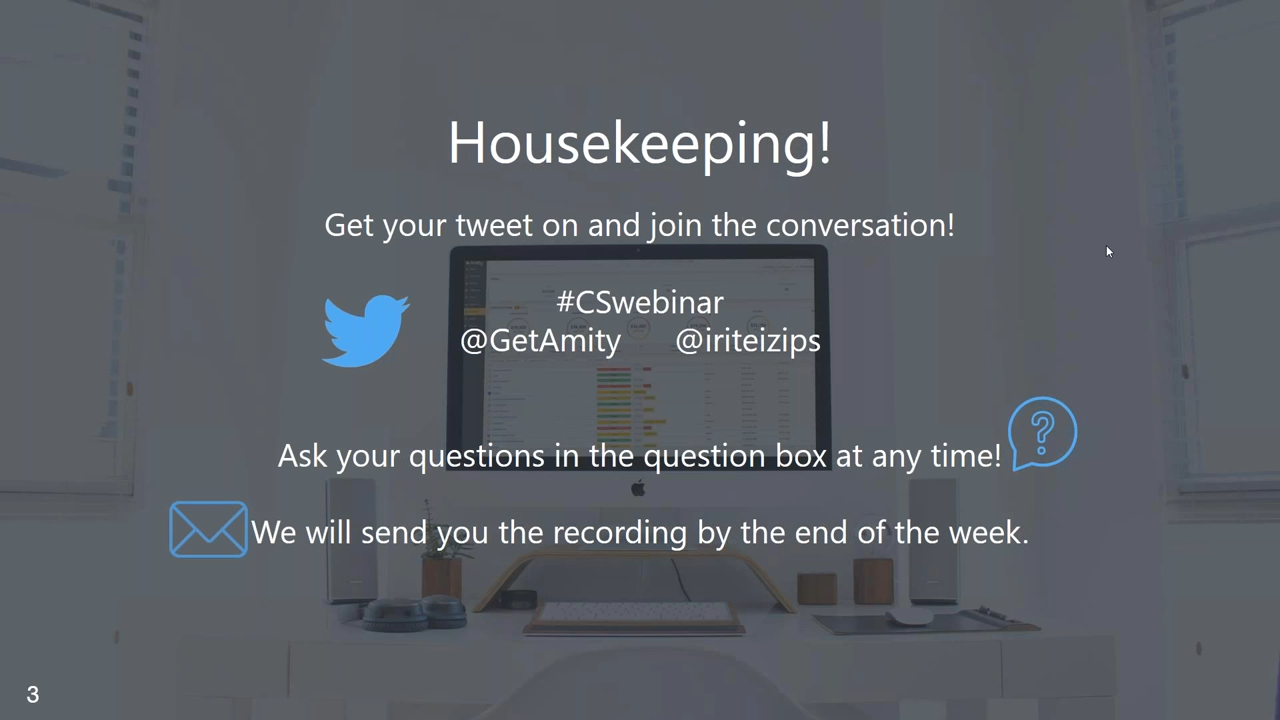 Housekeeping!
Get your tweet on and join the conversation!
#CSwebinar
@GetAmity @iriteizips
Ask your questions in the question box at any time!
We will send you the recording by the end of the week.
3